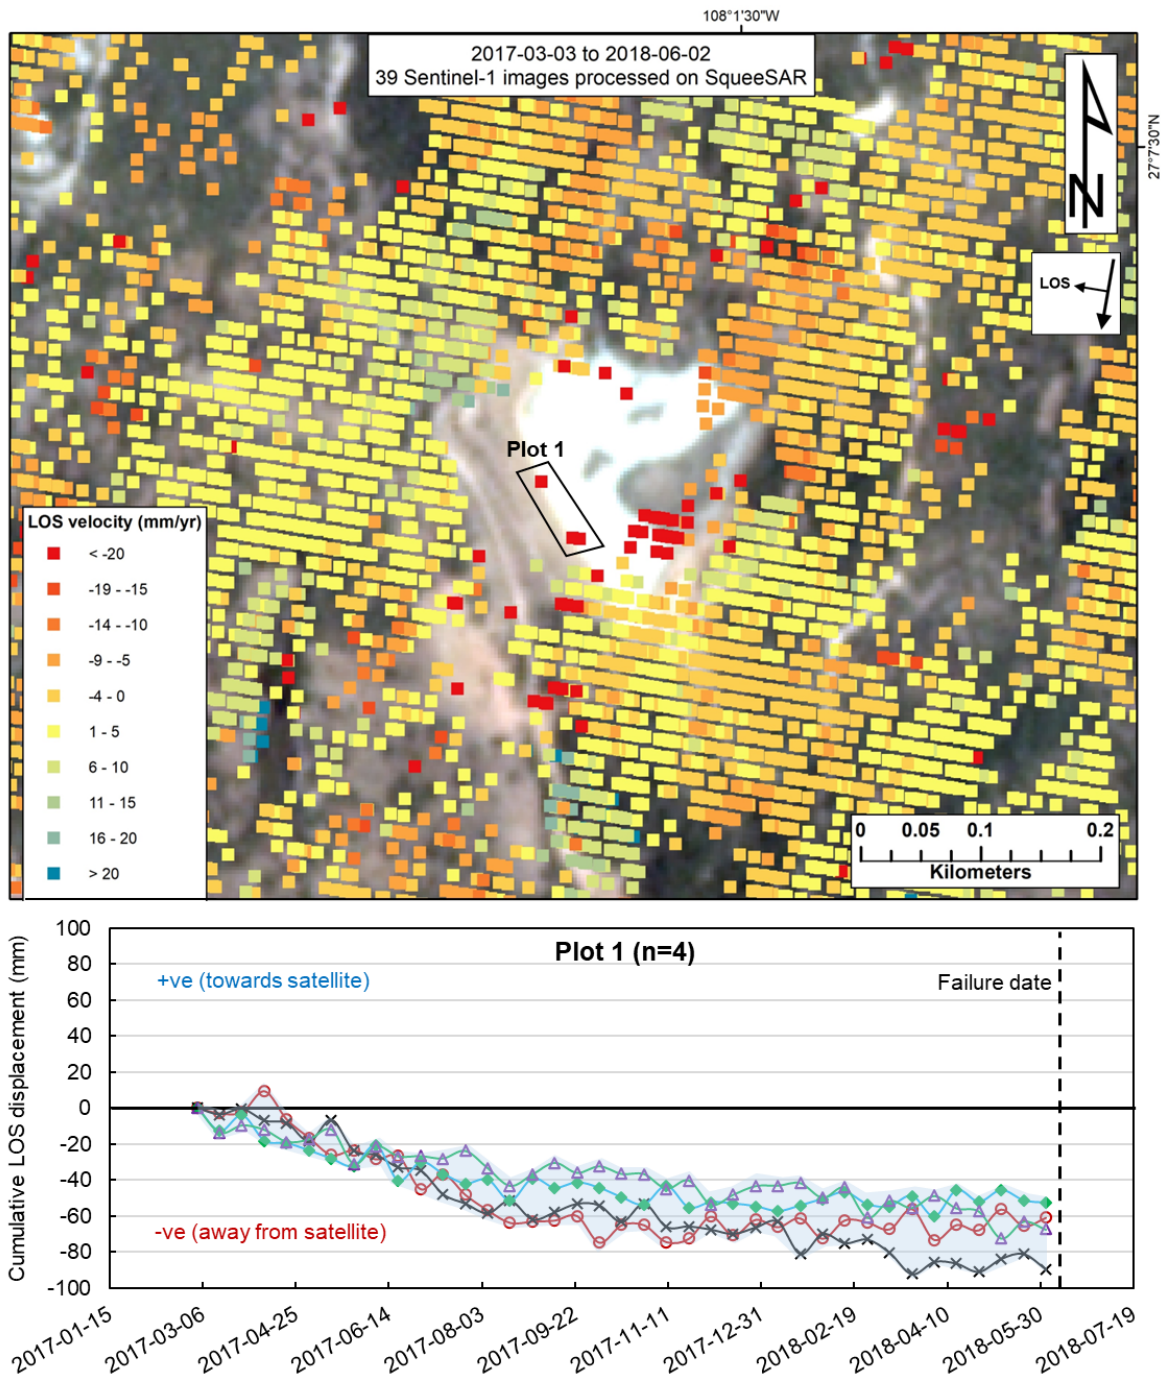 108°1'30"W
2017-03-03 to 2018-06-02
39 Sentinel-1 images processed on SqueeSAR
27°7'30"N
N
LOS
Plot 1
LOS velocity (mm/yr)
< -20
-19 - -15
-14 - -10
-9 - -5
-4 - 0
1 - 5
6 - 10
11 - 15
16 - 20
> 20
0 0.05 0.1 0.2
Kilometers
Plot 1 (n=4)
+ve (towards satellite)
Failure date
-ve (away from satellite)
Cumulative LOS displacement (mm)
100
80
60
40
20
0
-20
-40
-60
-80
-100
2017-01-15
2017-03-06
2017-04-25
2017-06-14
2017-08-03
2017-09-22
2017-11-11
2017-12-31
2018-02-19
2018-04-10
2018-05-30
2018-07-19